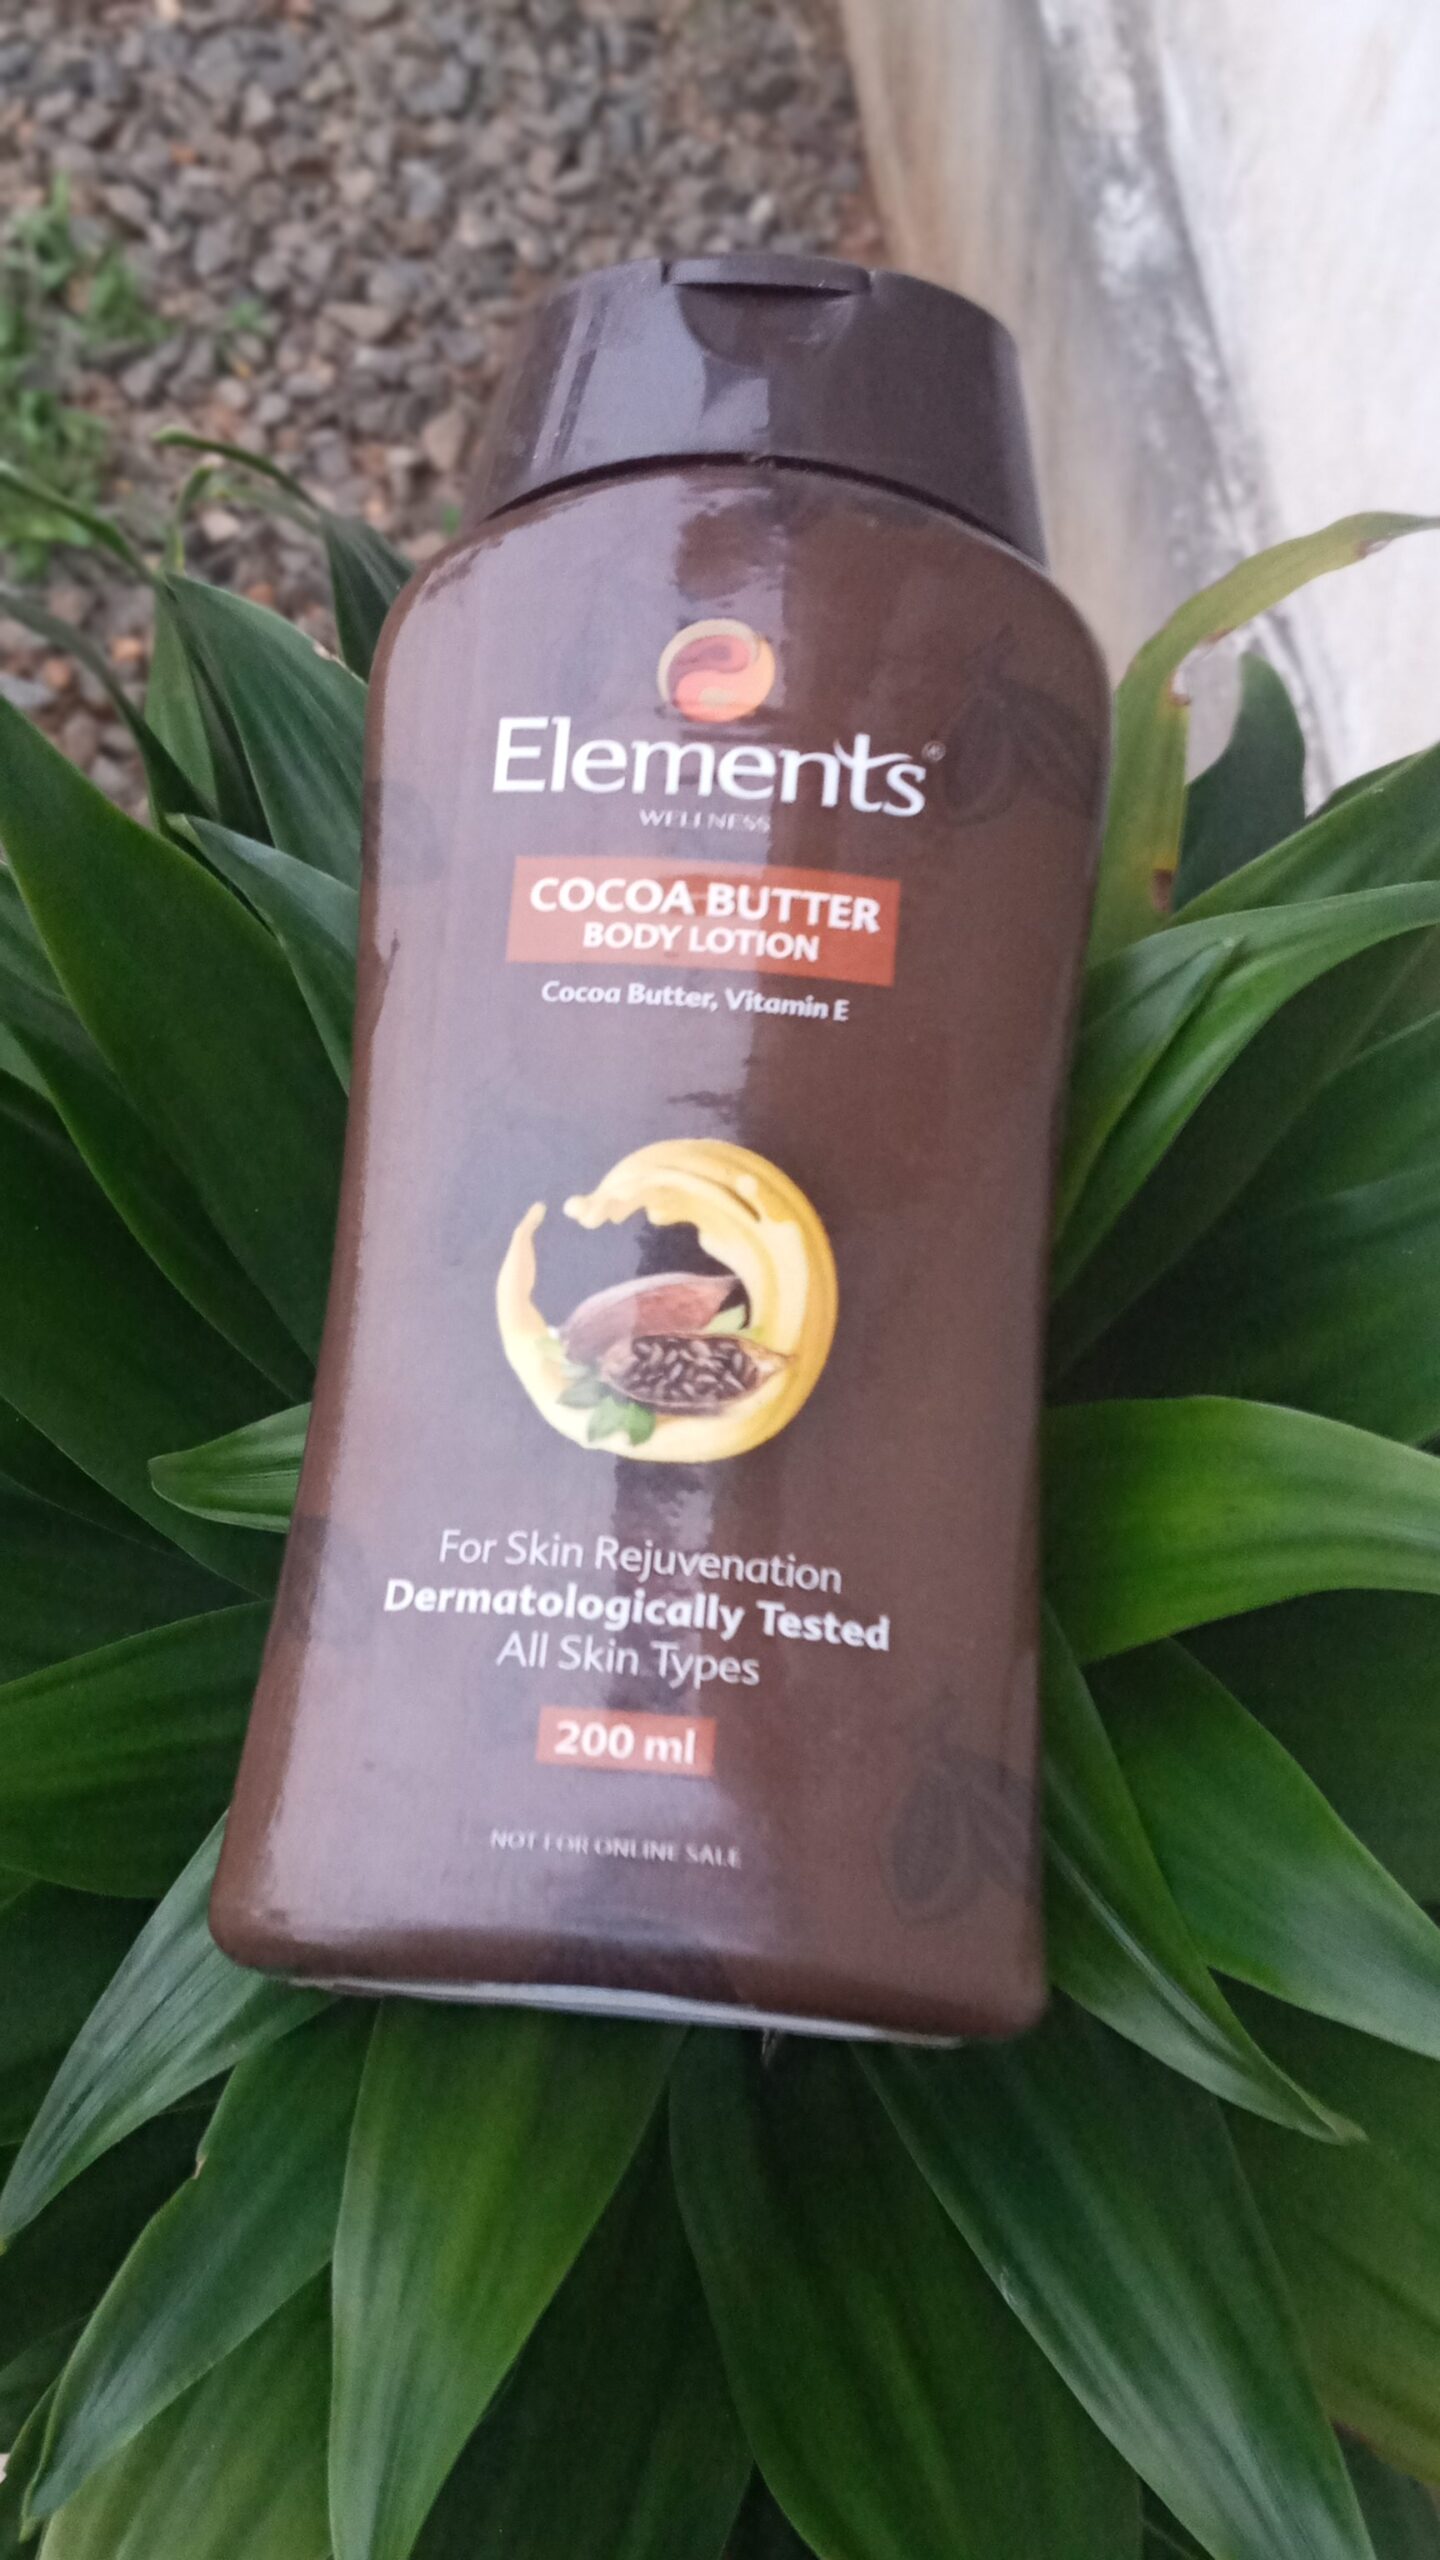 Elements®
WELLNESS
COCOA BUTTER
BODY LOTION
Cocoa Butter, Vitamin E
For Skin Rejuvenation
Dermatologically Tested
All Skin Types
200 ml
NOT FOR ONLINE SALE